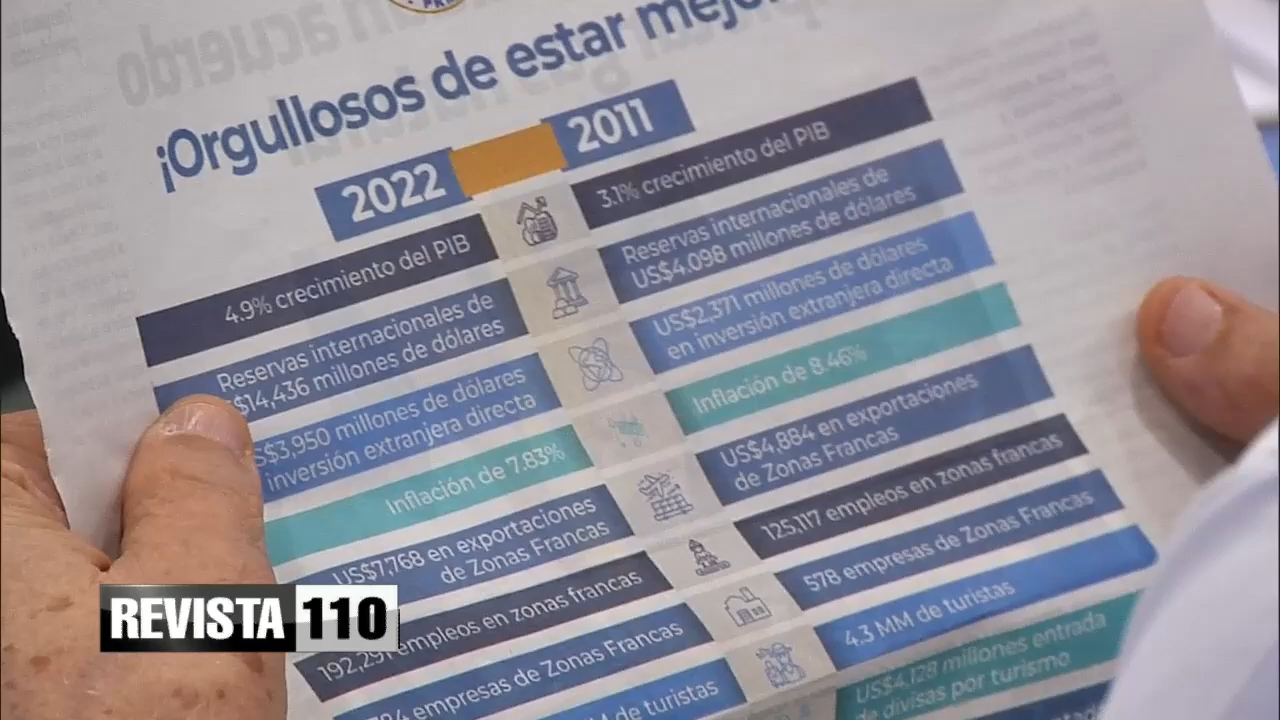 ¡Orgullosos de estar
2022
2011
4.9% crecimiento del PIB
3.1% crecimiento del PIB
Reservas internacionales de
$14,436 millones de dólares
Reservas internacionales de
US$4.098 millones de dólares
S$3,950 millones de dólares
inversión extranjera directa
US$2,371 millones de dólares
en inversión extranjera directa
Inflación de 7.83%
Inflación de 8.46%
US$7,768 en exportaciones
de Zonas Francas
US$4,884 en exportaciones
de Zonas Francas
192,291 empleos en zonas francas
125,117 empleos en zonas francas
empresas de Zonas Francas
578 empresas de Zonas Francas
de turistas
4.3 MM de turistas
US$4,128 millones entrada
de divisas por turismo
REVISTA 110